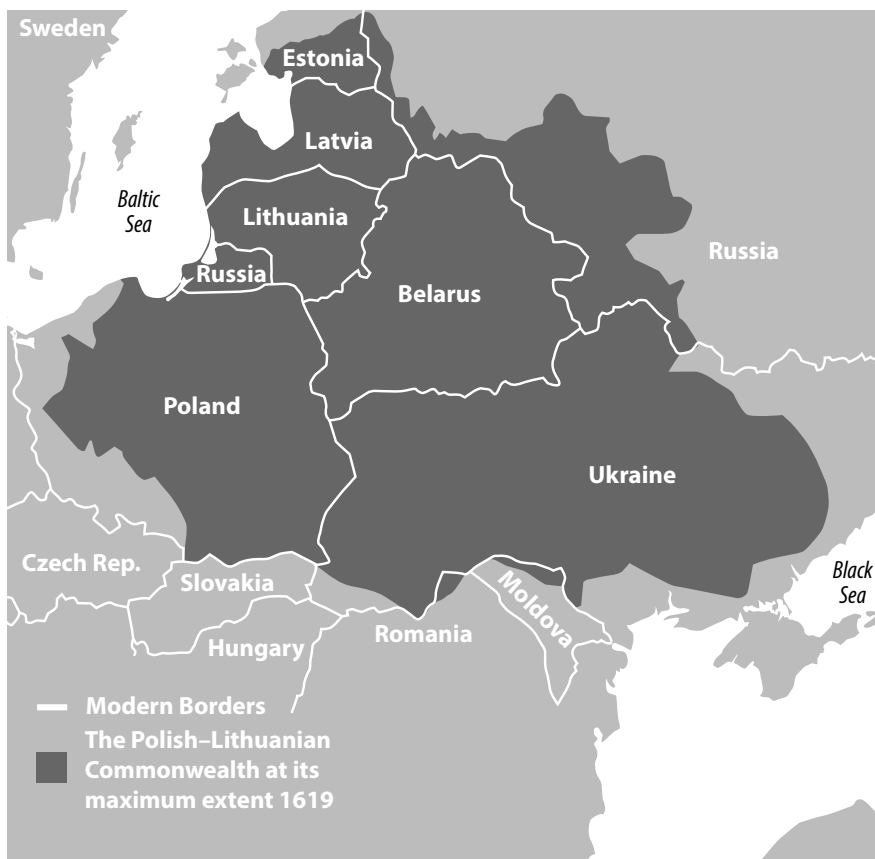 Sweden
Estonia
Latvia
Baltic
Sea
Lithuania
Russia
Russia
Belarus
Poland
Ukraine
Czech Rep.
Slovakia
Black
Sea
Moldova
Romania
Hungary
Modern Borders
The Polish–Lithuanian
Commonwealth at its
maximum extent 1619